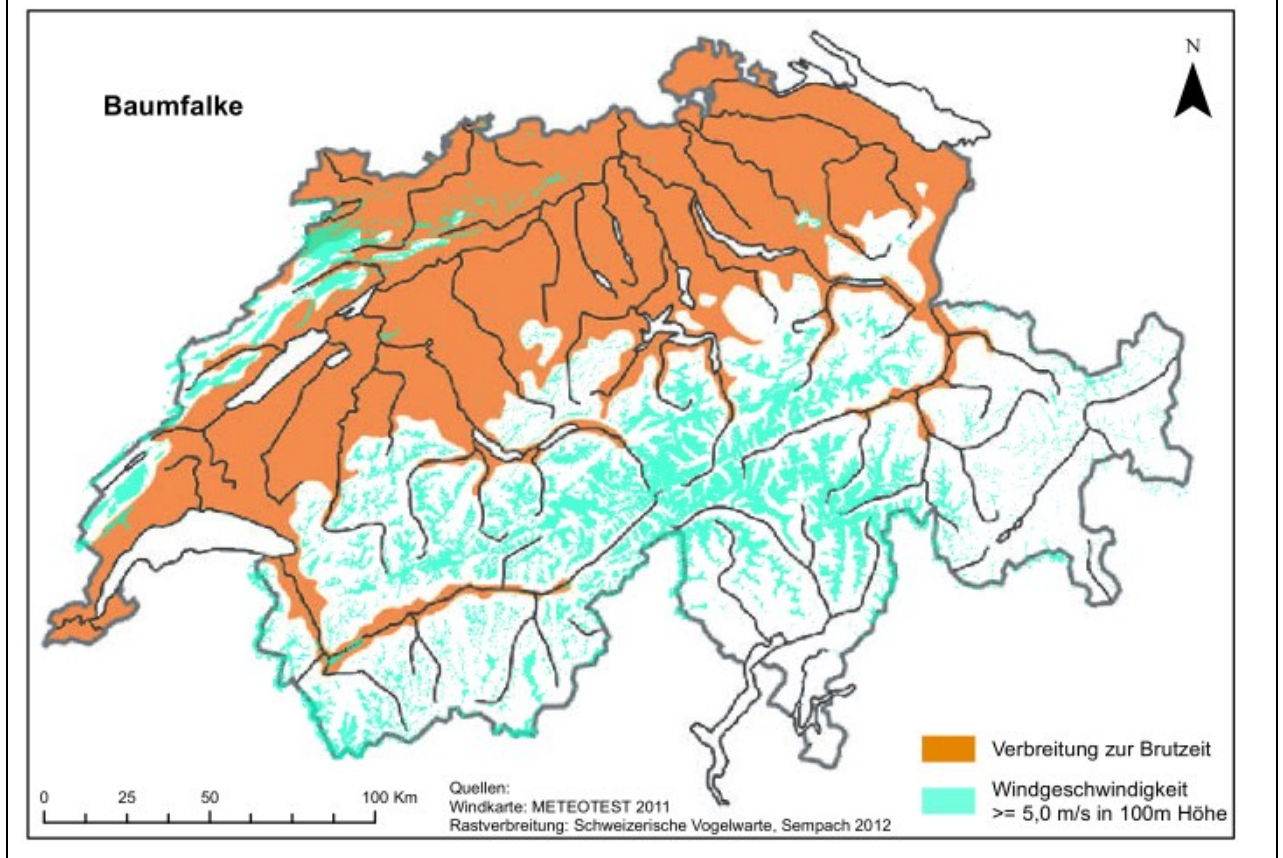 N
Baumfalke
Verbreitung zur Brutzeit
Windgeschwindigkeit
>= 5,0 m/s in 100m Höhe
0 25 50 100 Km
Quellen:
Windkarte: METEOTEST 2011
Rastverbreitung: Schweizerische Vogelwarte, Sempach 2012